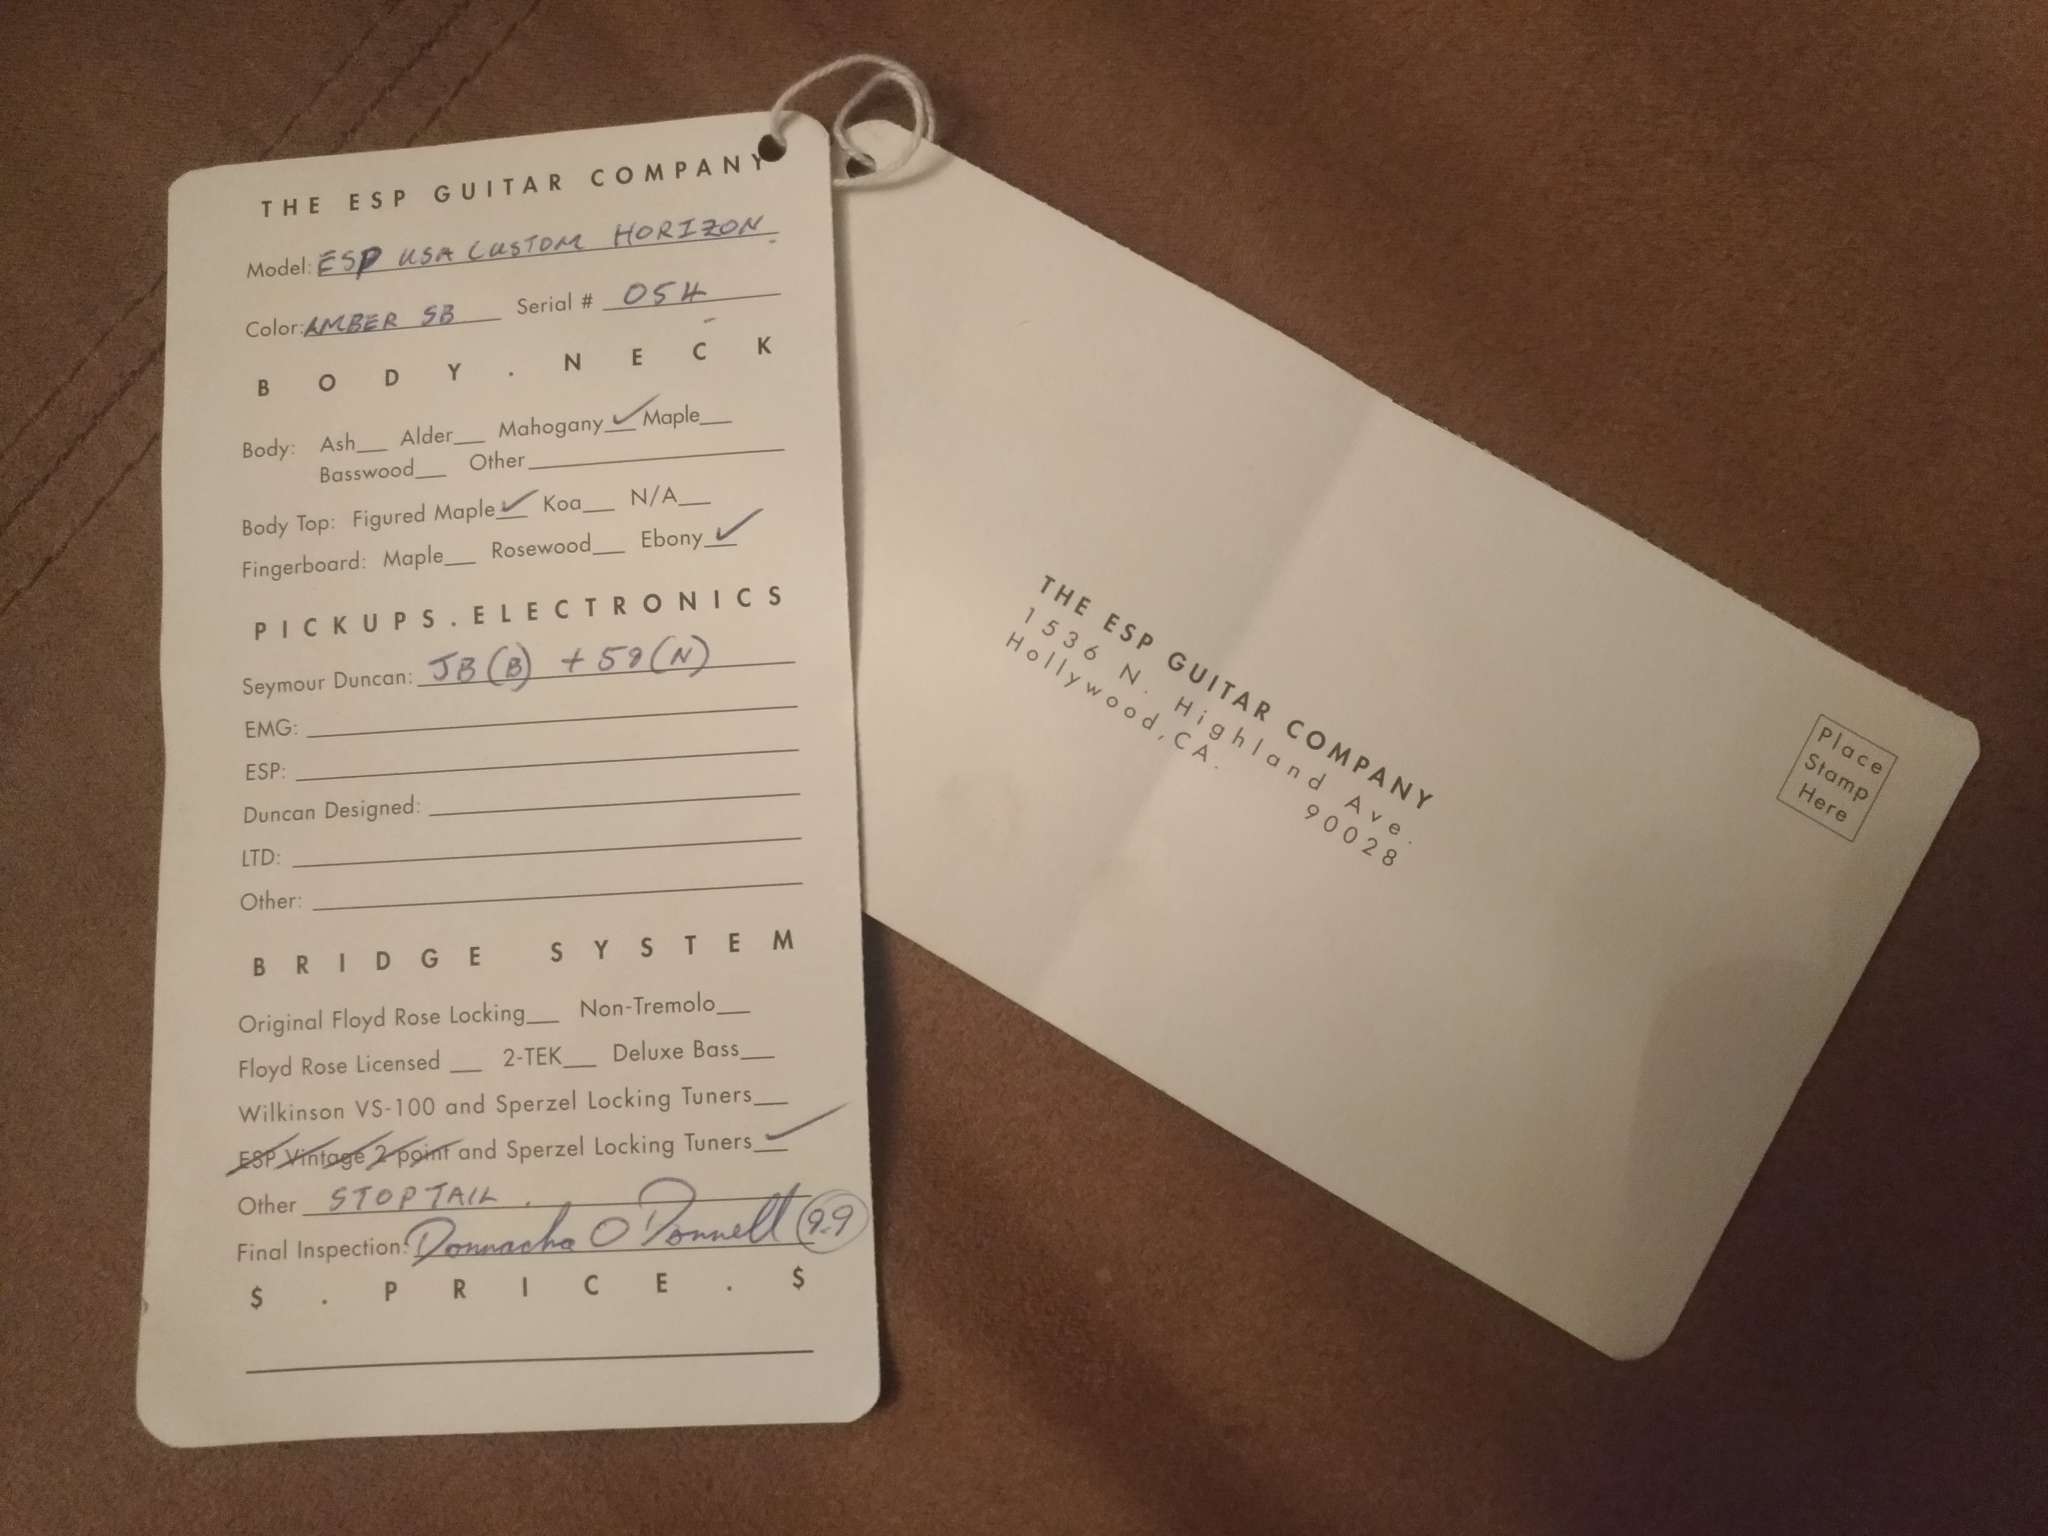 THE ESP GUITAR COMPANY
Model: ESP USA CUSTOM HORIZON
Color: AMBER SB Serial # 054
BODY.NECK
Body: Ash__ Alder__ Mahogany✓ Maple__
Basswood__ Other__
Body Top: Figured Maple✓ Koa__ N/A__
Fingerboard: Maple__ Rosewood__ Ebony✓
PICKUPS.ELECTRONICS
Seymour Duncan: JB (B) + 59 (N)
EMG:
ESP:
Duncan Designed:
LTD:
Other:
BRIDGE SYSTEM
Original Floyd Rose Locking__ Non-Tremolo__
Floyd Rose Licensed __ 2-TEK__ Deluxe Bass__
Wilkinson VS-100 and Sperzel Locking Tuners__
ESP Vintage 2 point and Sperzel Locking Tuners✓
Other STOPTAIL.
Final Inspection: Donnacha O Donnell 9.9
$.PRICE.$
THE ESP GUITAR COMPANY
1536 N. Highland Ave.
Hollywood, CA. 90028
Place
Stamp
Here